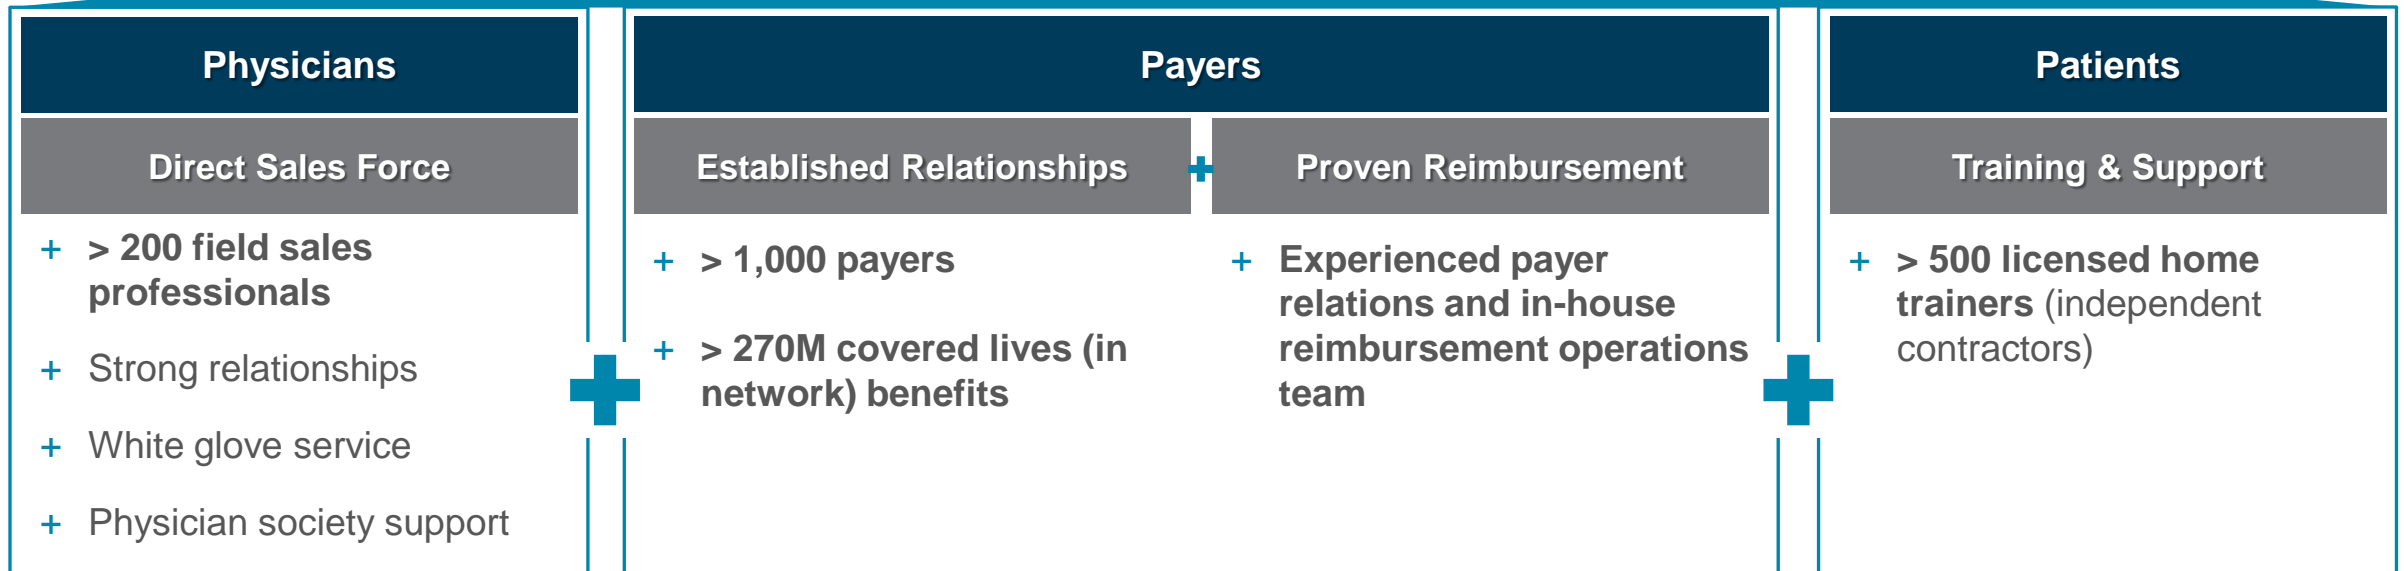 Physicians
Direct Sales Force
+ > 200 field sales
professionals
+ Strong relationships
+ White glove service
+ Physician society support
Payers
Established Relationships
+ > 1,000 payers
+ > 270M covered lives (in
network) benefits
+
Proven Reimbursement
+ Experienced payer
relations and in-house
reimbursement operations
team
Patients
Training & Support
+ > 500 licensed home
trainers (independent
contractors)